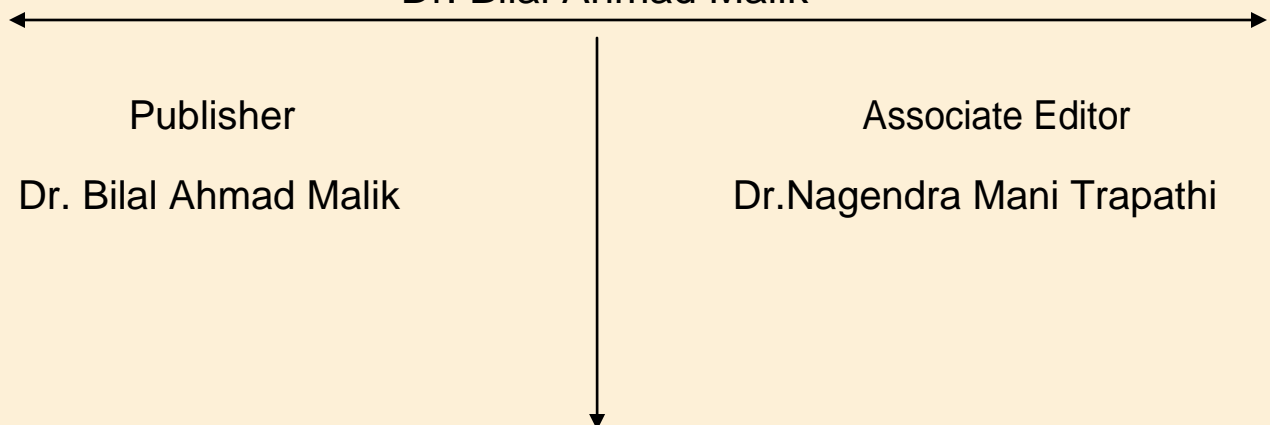 Dr. Bilal Ahmad Malik
Publisher
Associate Editor
Dr. Bilal Ahmad Malik
Dr.Nagendra Mani Trapathi